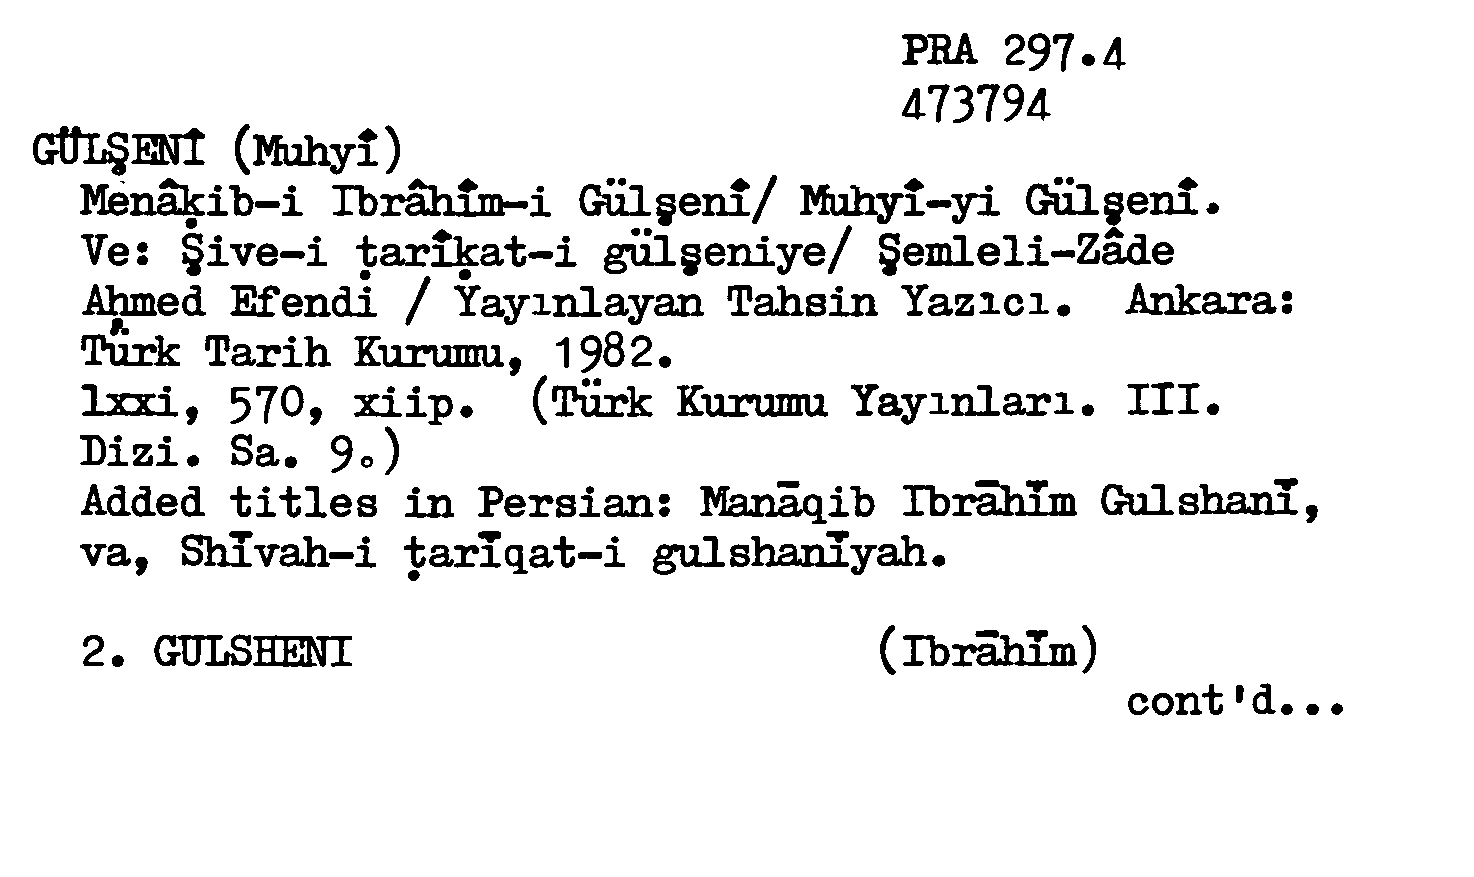 PRA 297.4
473794
GÜLŞENÎ (Muhyî)
Menâḳib-i Ibrâhîm-i Gülşenî/ Muhyî-yi Gülşenî.
Ve: Şive-i ṭarîḳat-i gülşeniye/ Şemleli-Zâde
Aḥmed Efendi / Yayınlayan Tahsin Yazıcı. Ankara:
Türk Tarih Kurumu, 1982.
lxxi, 570, xiip. (Türk Kurumu Yayınları. III.
Dizi. Sa. 9.)
Added titles in Persian: Manāqib Ibrāhīm Gulshanī,
va, Shīvah-i ṭarīqat-i gulshanīyah.
2. GULSHENI (Ibrāhīm)
cont'd...